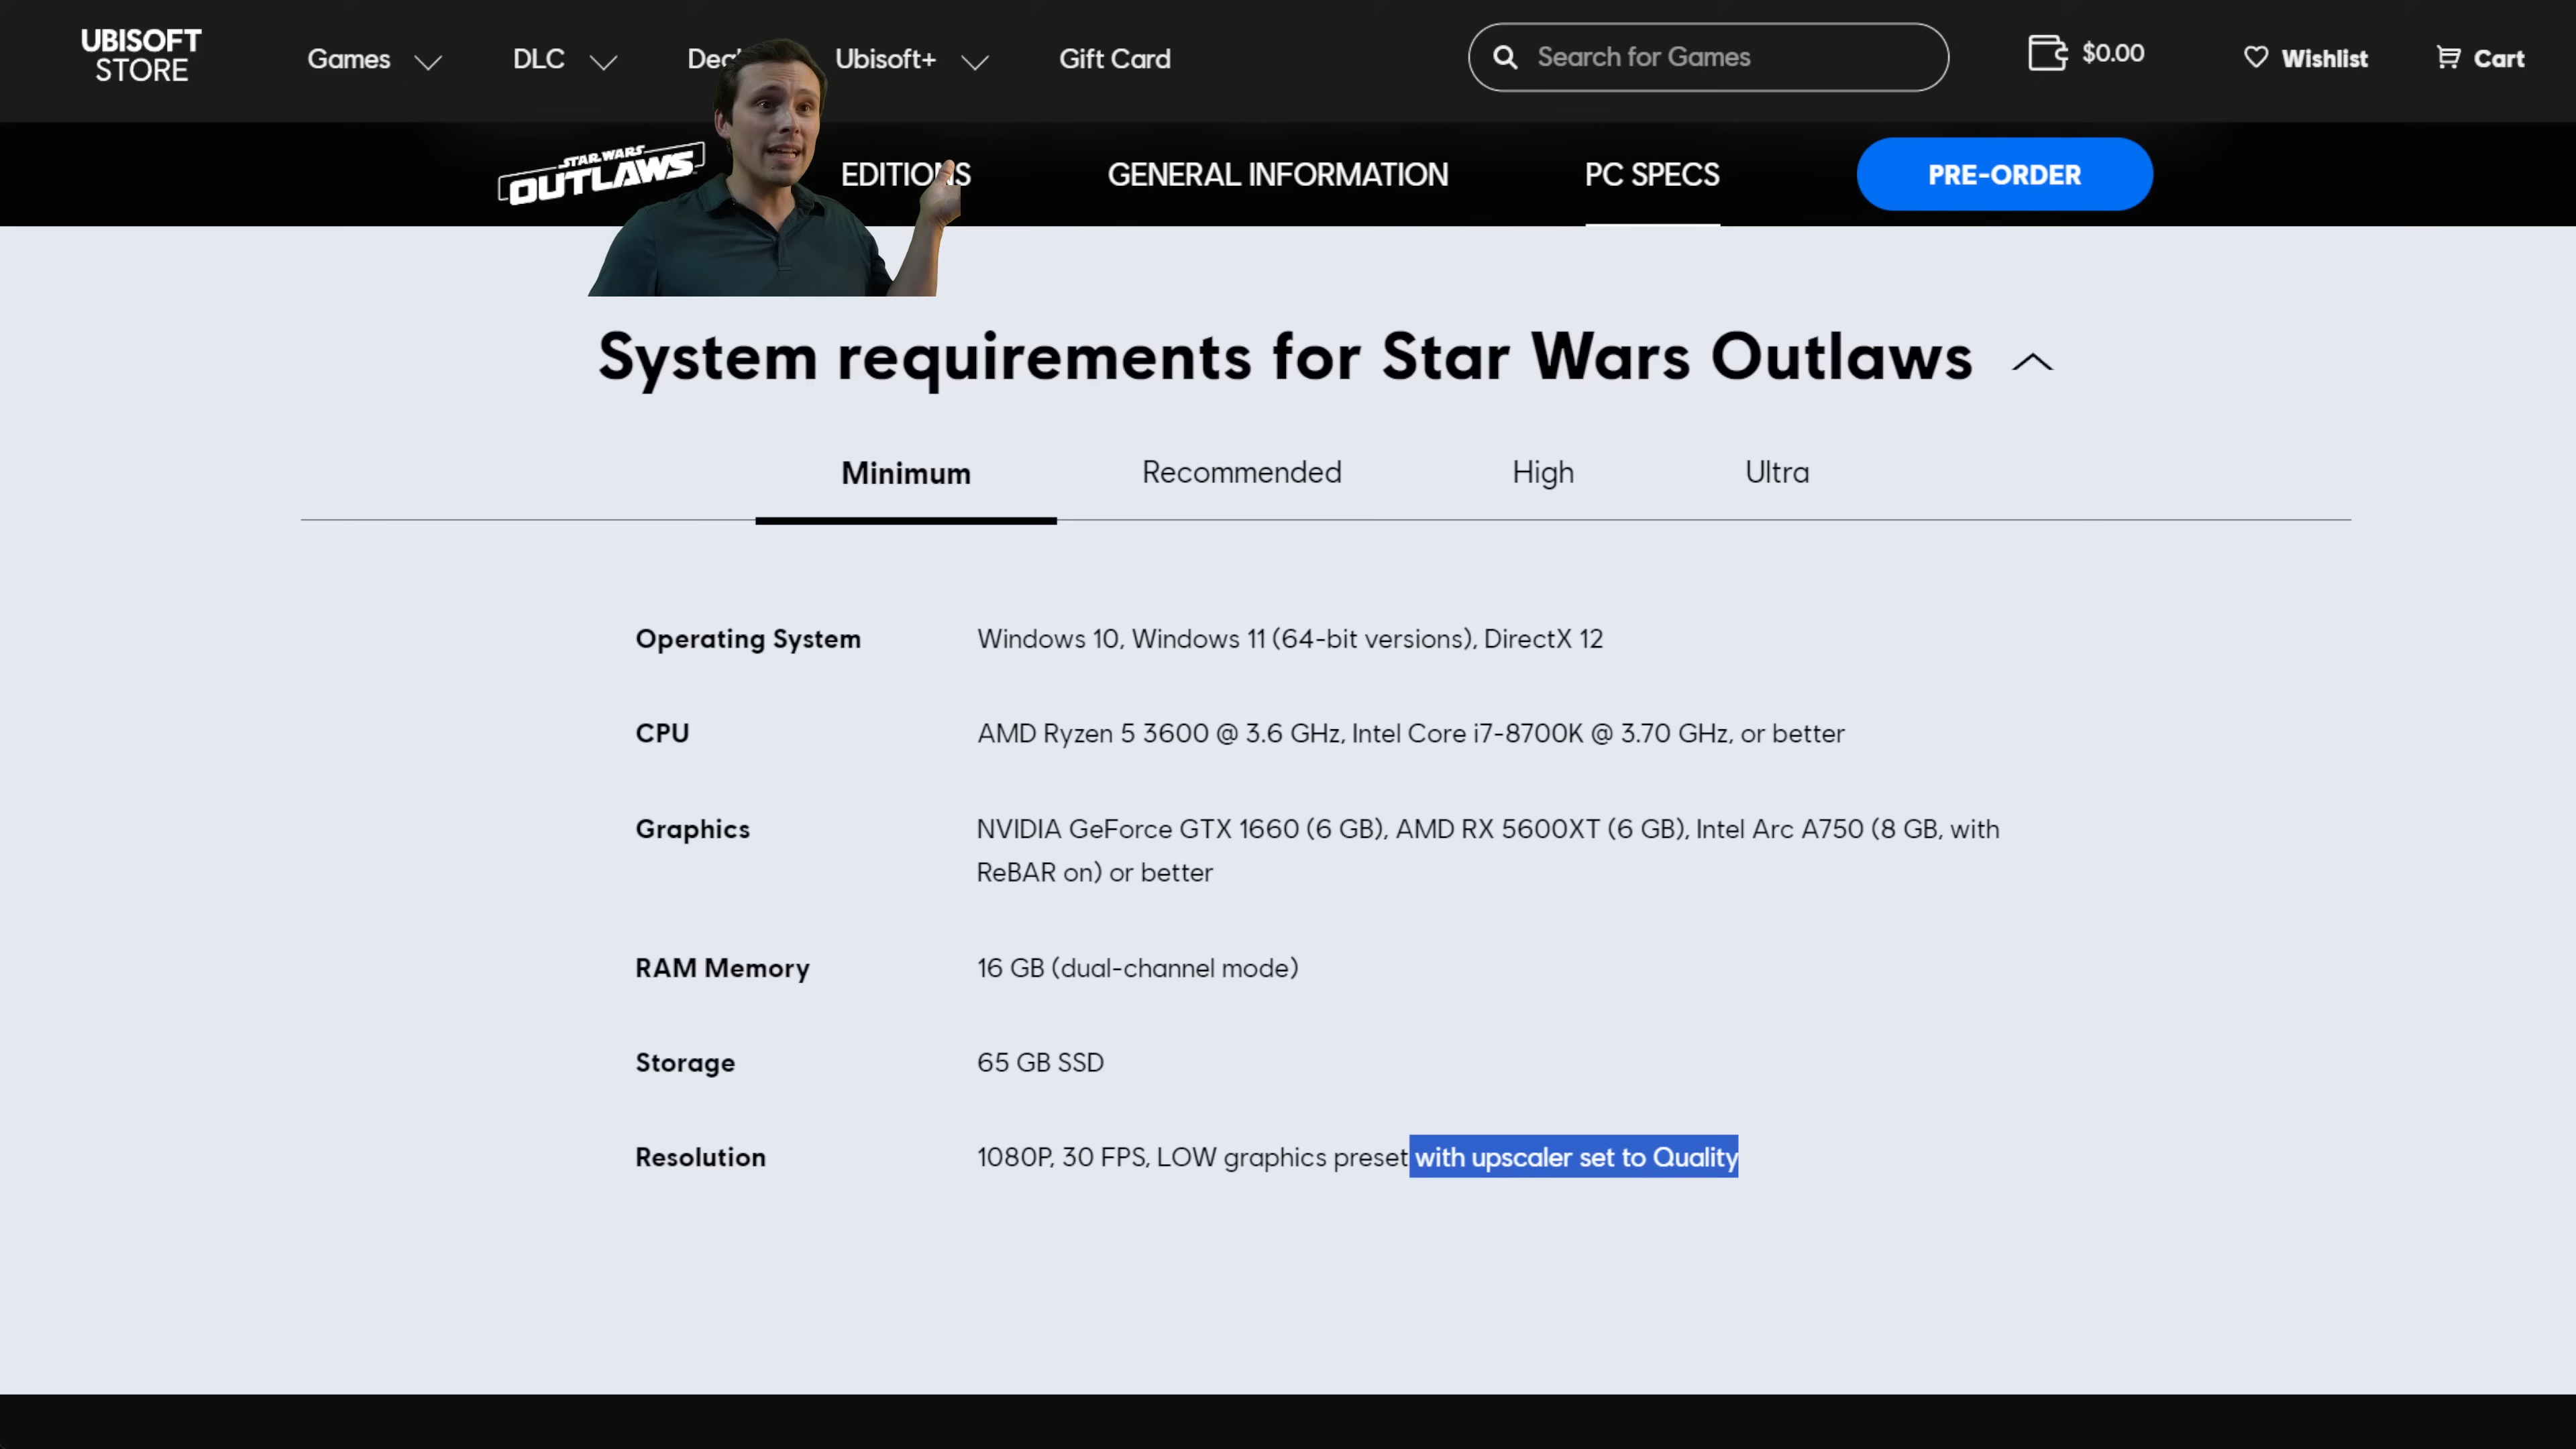 UBISOFT
STORE
Games DLC Ubisoft+ Gift Card Search for Games $0.00 Wishlist Cart
STAR WARS
OUTLAWS
EDITIONS GENERAL INFORMATION PC SPECS PRE-ORDER
System requirements for Star Wars Outlaws
Minimum Recommended High Ultra
Operating System Windows 10, Windows 11 (64-bit versions), DirectX 12
CPU AMD Ryzen 5 3600 @ 3.6 GHz, Intel Core i7-8700K @ 3.70 GHz, or better
Graphics NVIDIA GeForce GTX 1660 (6 GB), AMD RX 5600XT (6 GB), Intel Arc A750 (8 GB, with
ReBAR on) or better
RAM Memory 16 GB (dual-channel mode)
Storage 65 GB SSD
Resolution 1080P, 30 FPS, LOW graphics preset with upscaler set to Quality